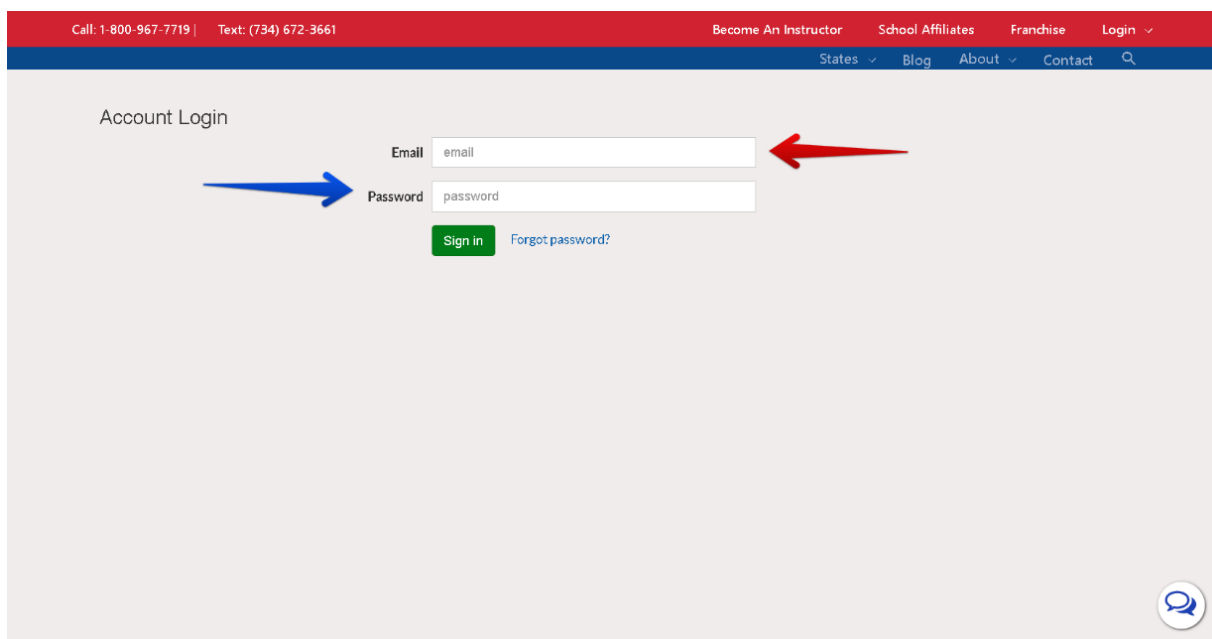 Call: 1-800-967-7719 | Text: (734) 672-3661 Become An Instructor School Affiliates Franchise Login
States Blog About Contact
Account Login
Email email
Password password
Sign in Forgot password?